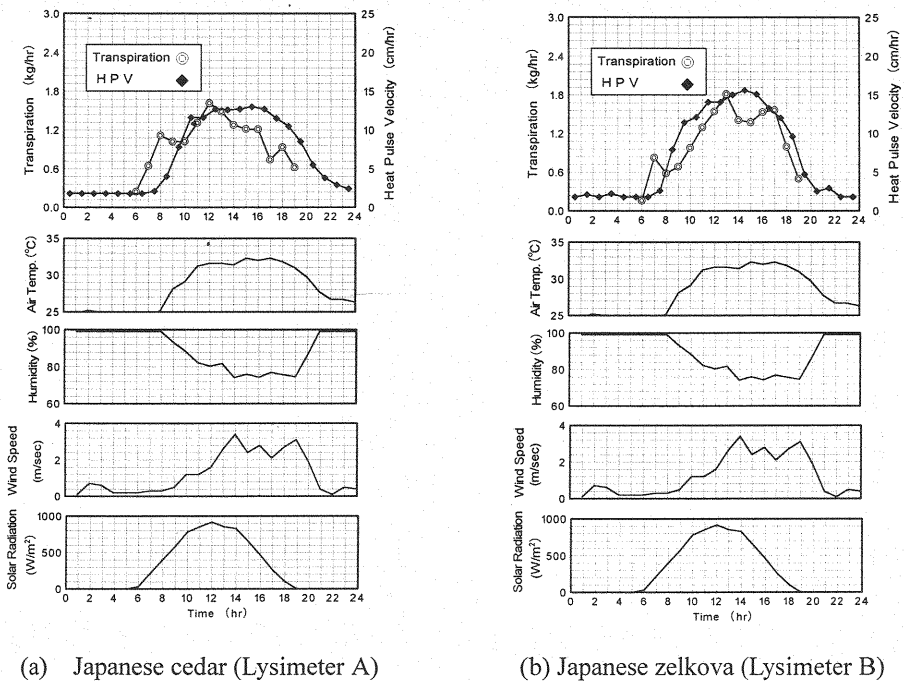 3.0
2.4
1.8
1.2
0.6
0.0
Transpiration (kg/hr)
25
20
15
10
5
0
Heat Pulse Velocity (cm/hr)
Transpiration
H P V
0 2 4 6 8 10 12 14 16 18 20 22 24
35
30
25
Air Temp. (°C)
100
80
60
Humidity (%)
4
2
0
Wind Speed
(m/sec)
1000
500
0
Solar Radiation
(W/m²)
0 2 4 6 8 10 12 14 16 18 20 22 24
Time (hr)
(a) Japanese cedar (Lysimeter A)
3.0
2.4
1.8
1.2
0.6
0.0
Transpiration (kg/hr)
25
20
15
10
5
0
Heat Pulse Velocity (cm/hr)
Transpiration
H P V
0 2 4 6 8 10 12 14 16 18 20 22 24
35
30
25
Air Temp. (°C)
100
80
60
Humidity (%)
4
2
0
Wind Speed
(m/sec)
1000
500
0
Solar Radiation
(W/m²)
0 2 4 6 8 10 12 14 16 18 20 22 24
Time (hr)
(b) Japanese zelkova (Lysimeter B)